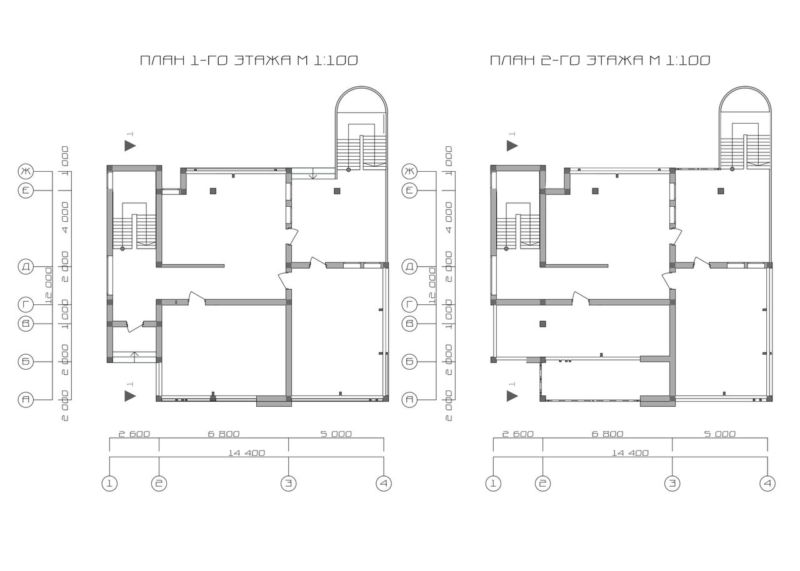 ПЛАН 1-ГО ЭТАЖА М 1:100
ПЛАН 2-ГО ЭТАЖА М 1:100
1
1
Ж
Е
Д
Г
В
Б
А
1 000
4 000
2 000
1 000
2 000
2 000
12 000
1
1
2 600
6 800
5 000
14 400
1
2
3
4
Ж
Е
Д
Г
В
Б
А
1 000
4 000
2 000
1 000
2 000
2 000
12 000
2 600
6 800
5 000
14 400
1
2
3
4